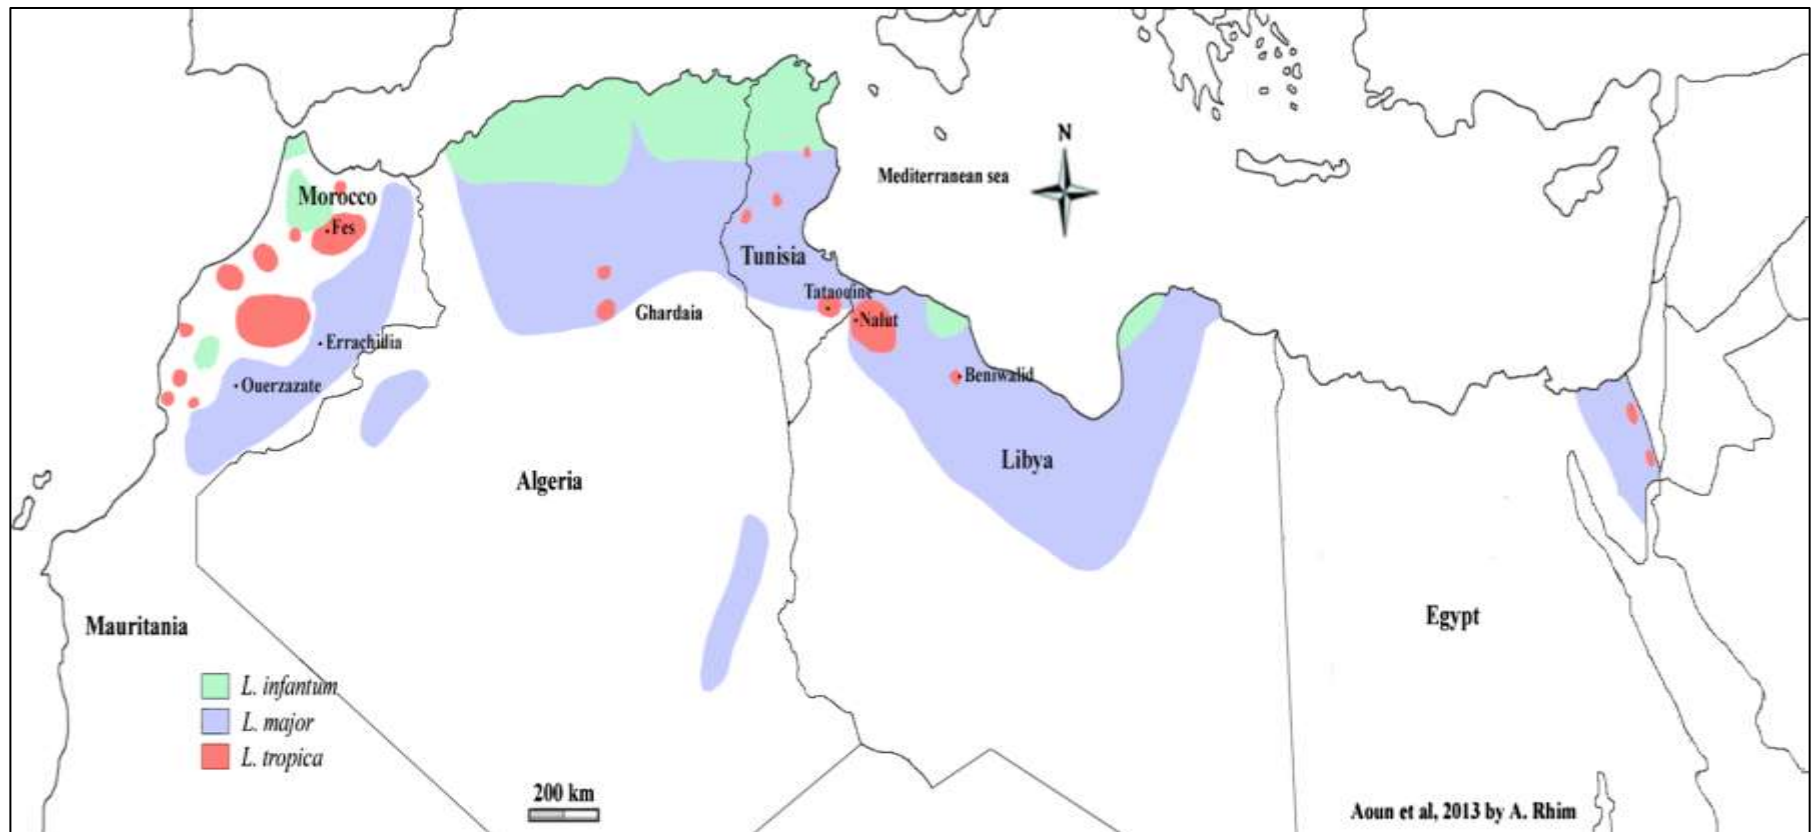 N
Mediterranean sea
Morocco
Fes
Tunisia
Tataouine
Nalut
Ghardaia
Errachidia
Ouerzazate
Beniwalid
Libya
Algeria
Egypt
Mauritania
L. infantum
L. major
L. tropica
200 km
Aoun et al, 2013 by A. Rhim